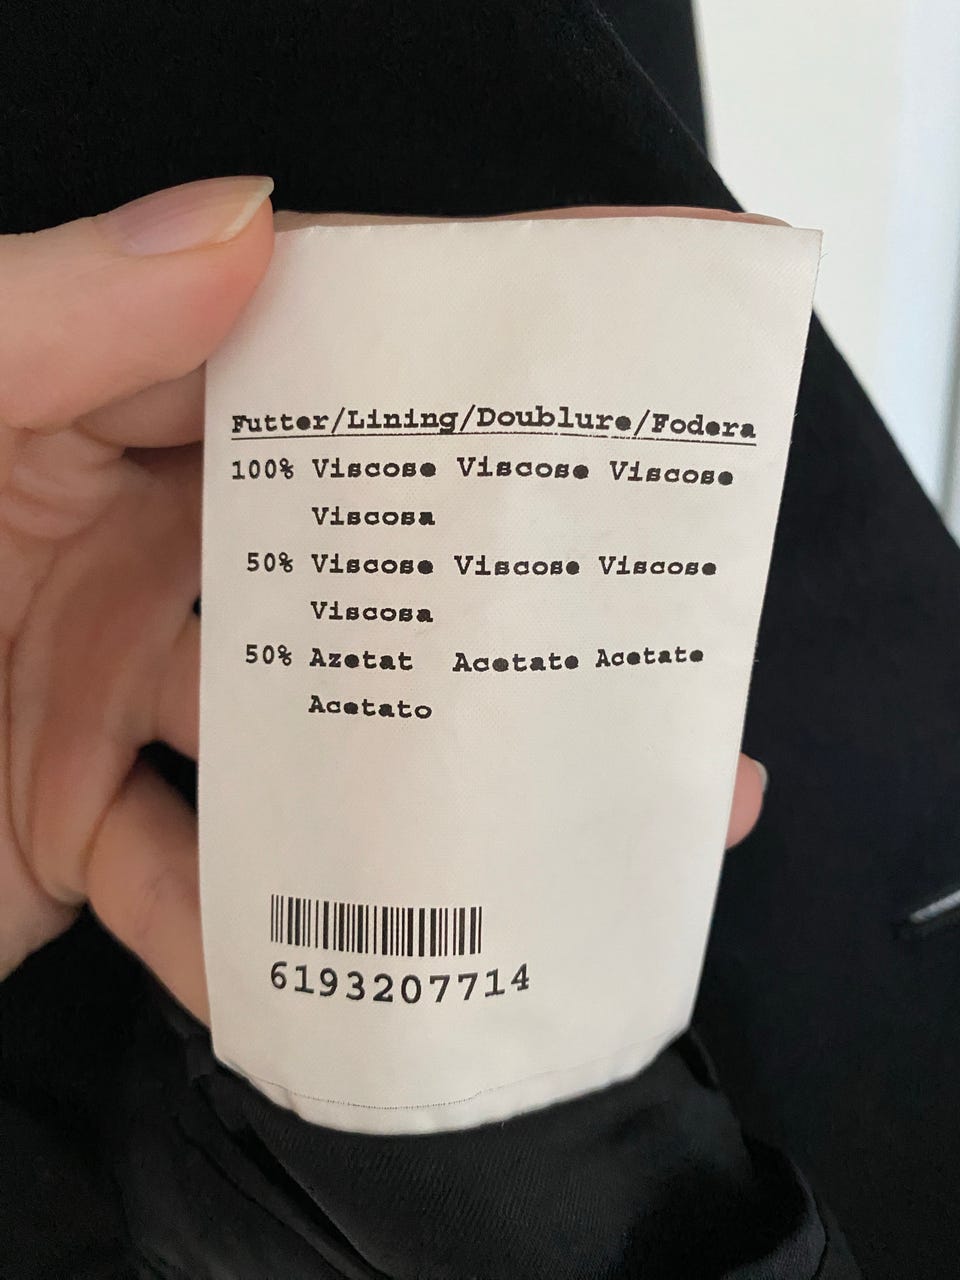 Futter/Lining/Doublure/Fodera
100% Viscose Viscose Viscose
Viscosa
50% Viscose Viscose Viscose
Viscosa
50% Azetat Acetate Acetate
Acetato
6193207714